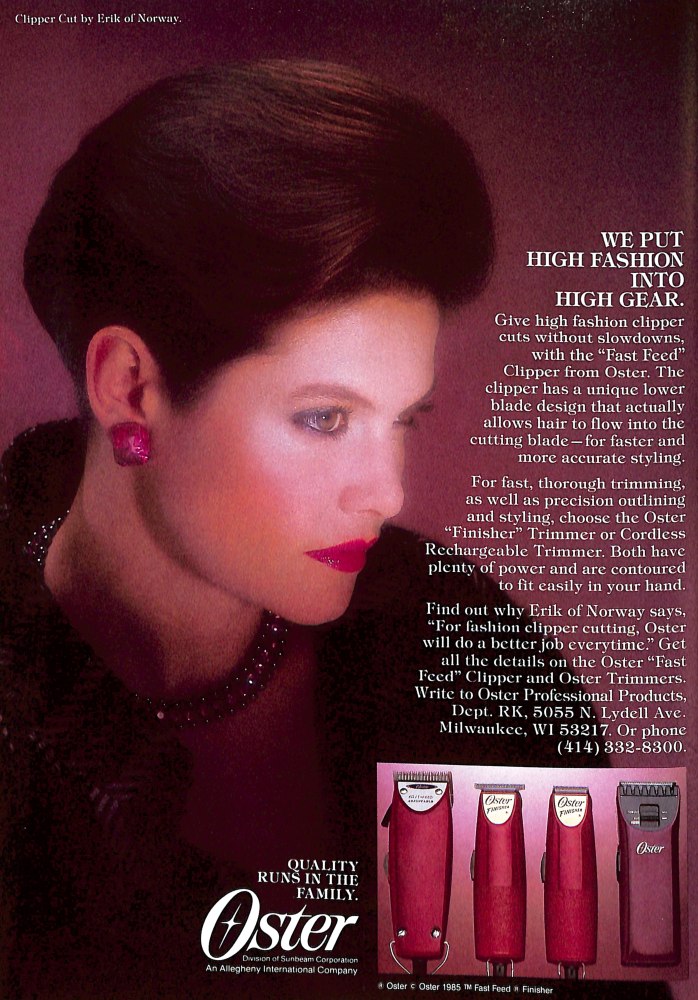 Clipper Cut by Erik of Norway.
WE PUT
HIGH FASHION
INTO
HIGH GEAR.
Give high fashion clipper
cuts without slowdowns,
with the “Fast Feed”
Clipper from Oster. The
clipper has a unique lower
blade design that actually
allows hair to flow into the
cutting blade—for faster and
more accurate styling.
For fast, thorough trimming,
as well as precision outlining
and styling, choose the Oster
“Finisher” Trimmer or Cordless
Rechargeable Trimmer. Both have
plenty of power and are contoured
to fit easily in your hand.
Find out why Erik of Norway says,
“For fashion clipper cutting, Oster
will do a better job everytime.” Get
all the details on the Oster “Fast
Feed” Clipper and Oster Trimmers.
Write to Oster Professional Products,
Dept. RK, 5055 N. Lydell Ave.
Milwaukee, WI 53217. Or phone
(414) 332-8300.
Oster
Oster
FINISHER
Oster
FINISHER
Oster
QUALITY
RUNS IN THE
FAMILY.
Oster
Division of Sunbeam Corporation
An Allegheny International Company
® Oster © Oster 1985 ™ Fast Feed ® Finisher